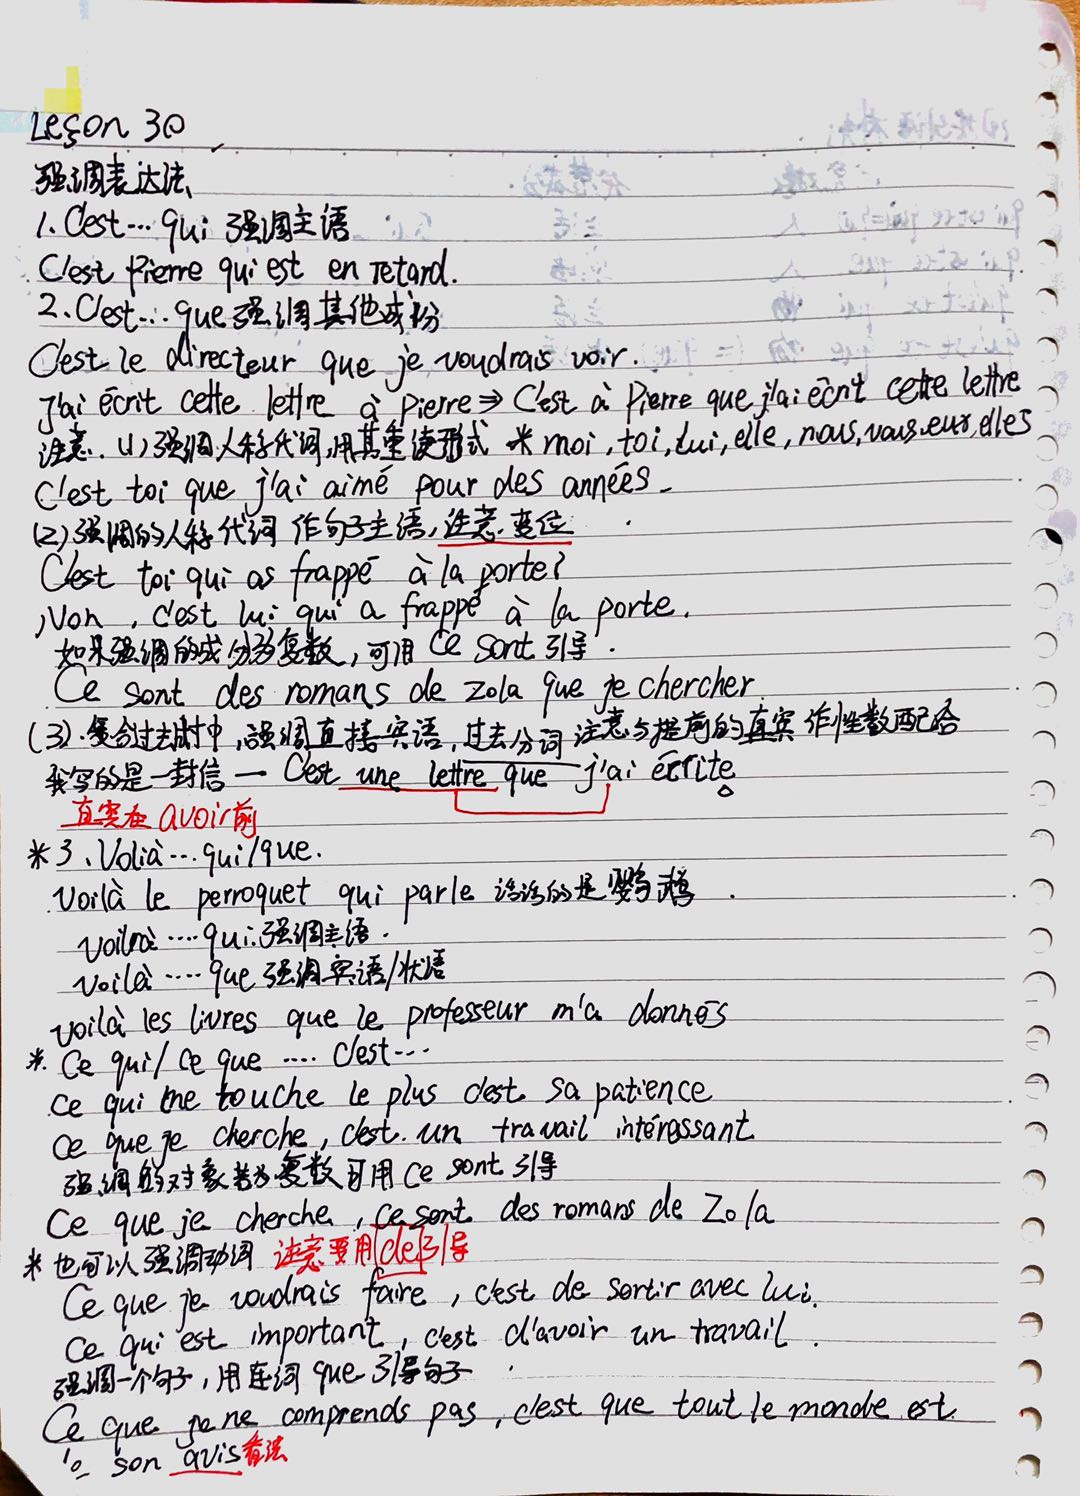 Leçon 30
强调表达法
1. C'est... qui 强调主语
C'est Pierre qui est en retard.
2. C'est... que 强调其他成份
C'est le directeur que je voudrais voir.
J'ai écrit cette lettre à Pierre ⇒ C'est à Pierre que j'ai écrit cette lettre
注意. (1) 强调人称代词,用其重读形式 * moi, toi, lui, elle, nous, vous, eux, elles
C'est toi que j'ai aimé pour des années.
(2) 强调的人称代词 作句子主语, 注意变位
C'est toi qui as frappé à la porte?
Non, c'est lui qui a frappé à la porte.
如果强调的成分为复数, 可用 ce sont 引导.
Ce sont des romans de Zola que je chercher.
(3). 复合过去时中, 强调直接宾语, 过去分词 注意与提前的直宾 作性数配合
我写的是一封信 — C'est une lettre que j'ai écrite.
直宾在 avoir前
* 3. Volià... qui/que.
Voilà le perroquet qui parle 说话的是鹦鹉.
voilà .... qui 强调主语.
voilà .... que 强调宾语/状语
voilà les livres que le professeur m'a donnés
* Ce qui/ ce que .... c'est...
Ce qui me touche le plus c'est sa patience
Ce que je cherche, c'est un travail intéressant
强调的对象若为复数可用 ce sont 引导
Ce que je cherche, ce sont des romans de Zola
* 也可以强调动词 注意要用 de 引导
Ce que je voudrais faire, c'est de sortir avec lui.
Ce qui est important, c'est d'avoir un travail.
强调一个句子, 用连词 que 引导句子
Ce que je ne comprends pas, c'est que tout le monde est
à son avis 看法